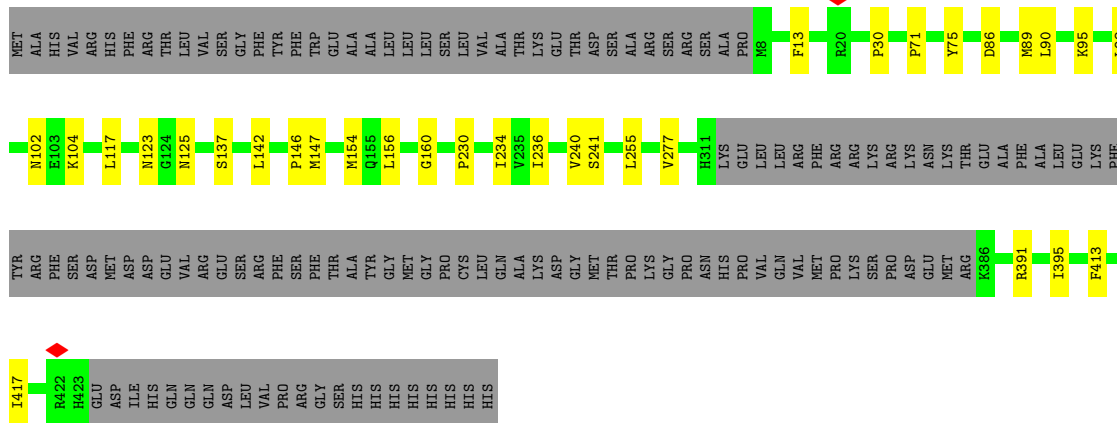 MET ALA HIS VAL ARG HIS PHE ARG THR LEU VAL SER GLY PHE TYR PHE TRP GLU ALA ALA LEU LEU LEU SER LEU VAL ALA THR LYS GLU THR ASP SER ALA ARG SER ARG SER ALA PRO M8 F13 R20 P30 P71 Y75 D86 M89 L90 K95
N102 E103 K104 L117 N123 G124 N125 S137 L142 P146 M147 M154 Q155 L156 G160 P230 I234 V235 I236 V240 S241 L255 V277 H311 LYS GLU LEU LEU ARG PHE ARG ARG LYS ARG LYS ASN LYS THR GLU ALA PHE ALA LEU GLU LYS PHE
TYR ARG PHE SER ASP MET ASP ASP GLU VAL ARG GLU SER ARG PHE SER PHE THR ALA TYR GLY MET GLY PRO CYS LEU GLN ALA LYS ASP GLY MET THR PRO LYS GLY PRO ASN HIS PRO VAL GLN VAL MET PRO LYS SER PRO ASP GLU MET ARG K386 R391 I395 F413
I417 R422 H423 GLU ASP ILE HIS GLN GLN GLN ASP LEU VAL PRO ARG GLY SER HIS HIS HIS HIS HIS HIS HIS HIS